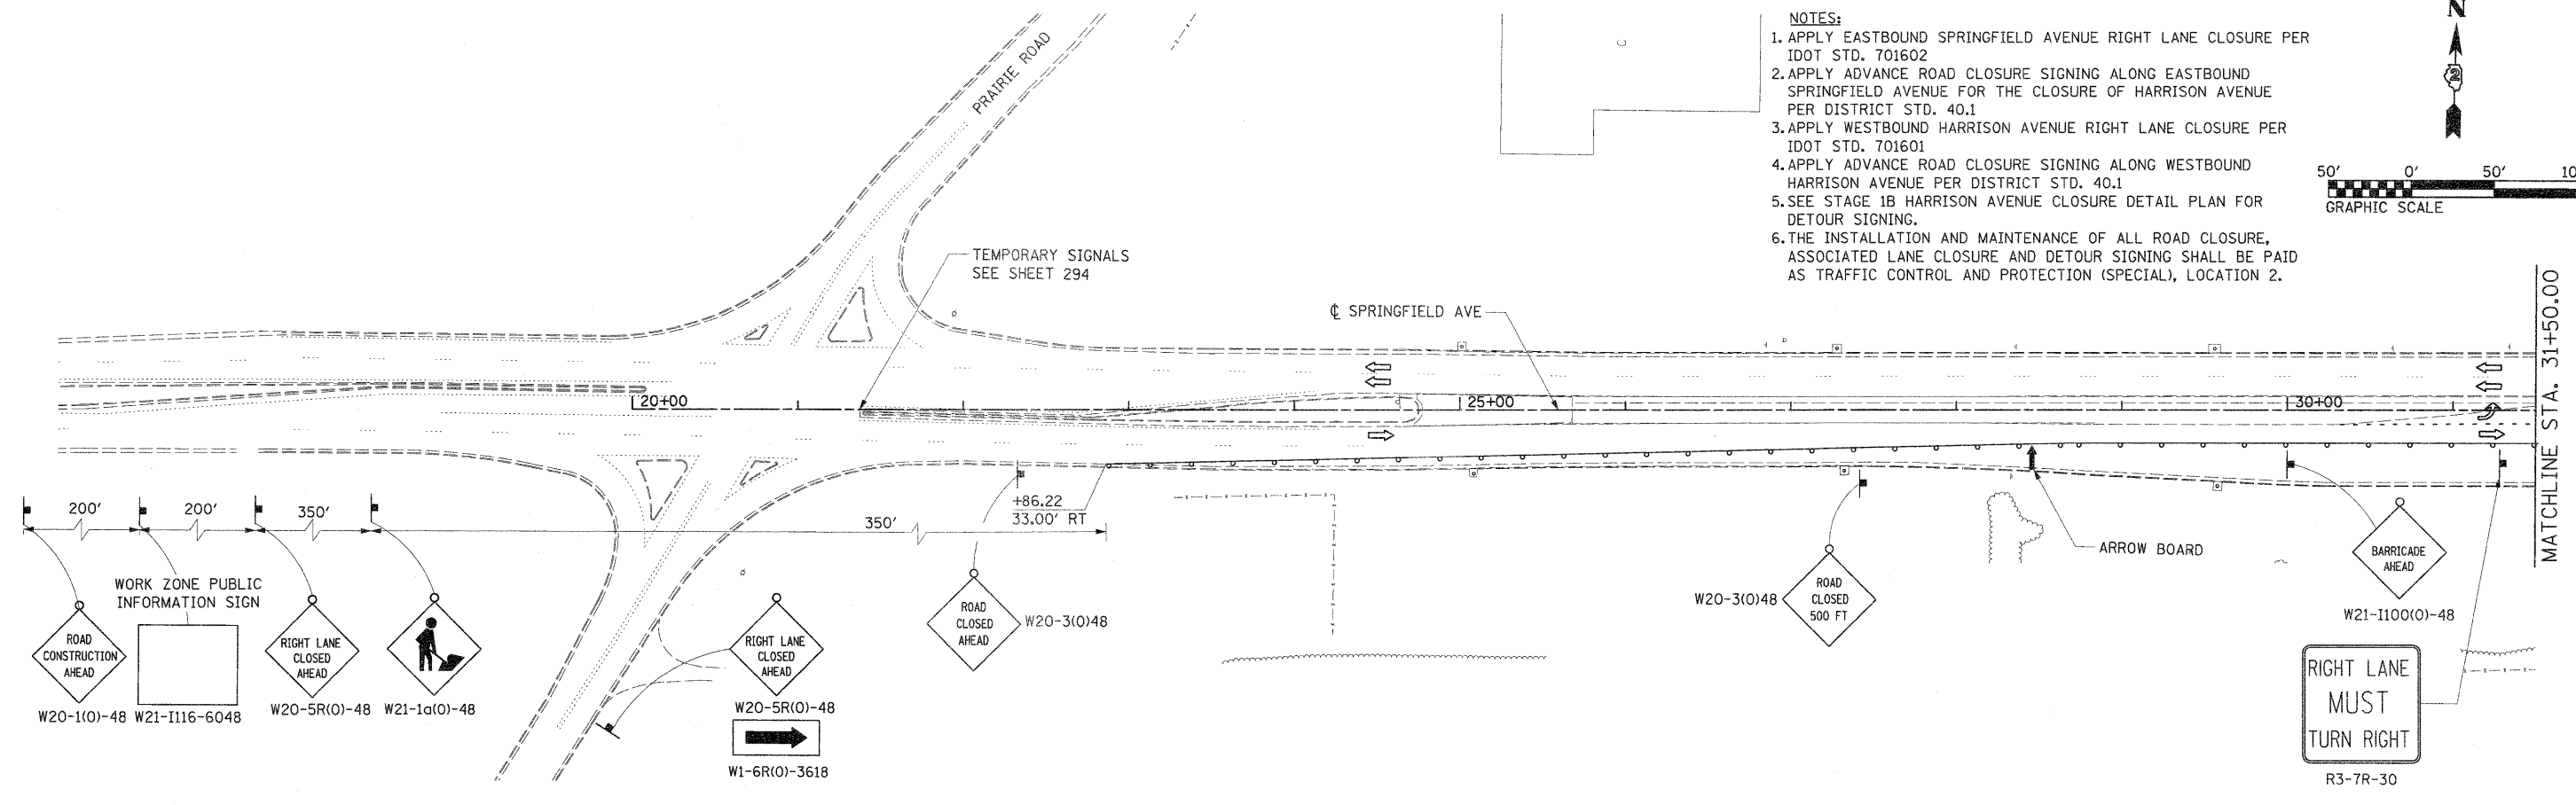 NOTES:
1. APPLY EASTBOUND SPRINGFIELD AVENUE RIGHT LANE CLOSURE PER
IDOT STD. 701602
2. APPLY ADVANCE ROAD CLOSURE SIGNING ALONG EASTBOUND
SPRINGFIELD AVENUE FOR THE CLOSURE OF HARRISON AVENUE
PER DISTRICT STD. 40.1
3. APPLY WESTBOUND HARRISON AVENUE RIGHT LANE CLOSURE PER
IDOT STD. 701601
4. APPLY ADVANCE ROAD CLOSURE SIGNING ALONG WESTBOUND
HARRISON AVENUE PER DISTRICT STD. 40.1
5. SEE STAGE 1B HARRISON AVENUE CLOSURE DETAIL PLAN FOR
DETOUR SIGNING.
6. THE INSTALLATION AND MAINTENANCE OF ALL ROAD CLOSURE,
ASSOCIATED LANE CLOSURE AND DETOUR SIGNING SHALL BE PAID
AS TRAFFIC CONTROL AND PROTECTION (SPECIAL), LOCATION 2.
N
2
50' 0' 50'
GRAPHIC SCALE
PRAIRIE ROAD
TEMPORARY SIGNALS
SEE SHEET 294
℄ SPRINGFIELD AVE
MATCHLINE STA. 31+50.00
20+00
25+00
30+00
+86.22
33.00' RT
200'
200'
350'
350'
ROAD
CONSTRUCTION
AHEAD
W20-1(O)-48
WORK ZONE PUBLIC
INFORMATION SIGN
W21-I116-6048
RIGHT LANE
CLOSED
AHEAD
W20-5R(O)-48
W21-1a(O)-48
RIGHT LANE
CLOSED
AHEAD
W20-5R(O)-48
W1-6R(O)-3618
ROAD
CLOSED
AHEAD
W20-3(O)48
ROAD
CLOSED
500 FT
W20-3(O)48
ARROW BOARD
BARRICADE
AHEAD
W21-I100(O)-48
RIGHT LANE
MUST
TURN RIGHT
R3-7R-30